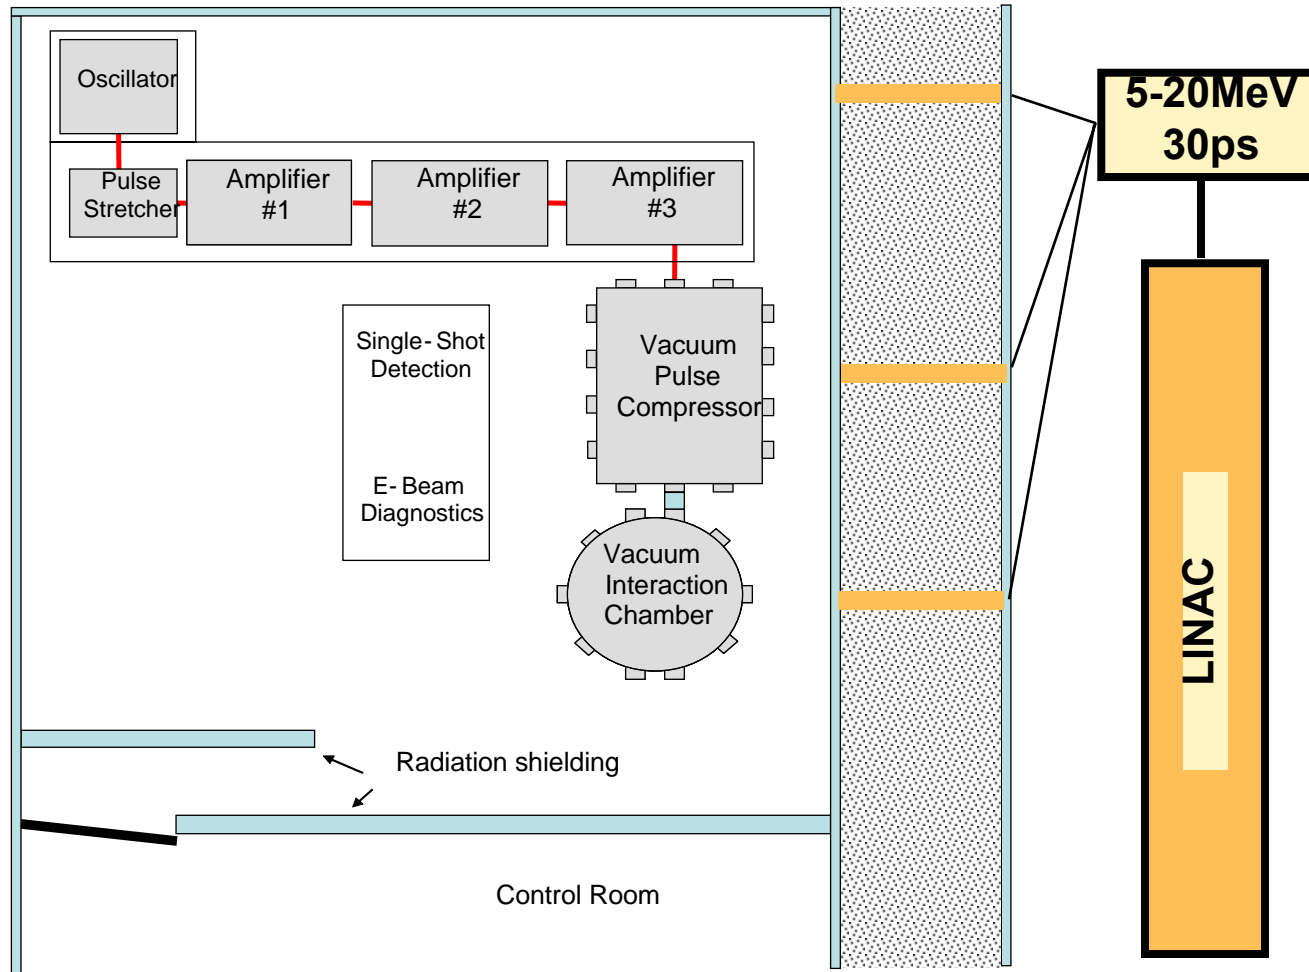 Oscillator
5-20MeV
30ps
Pulse
Stretcher
Amplifier
#1
Amplifier
#2
Amplifier
#3
Single-Shot
Detection
Vacuum
Pulse
Compressor
E-Beam
Diagnostics
Vacuum
Interaction
Chamber
LINAC
Radiation shielding
Control Room